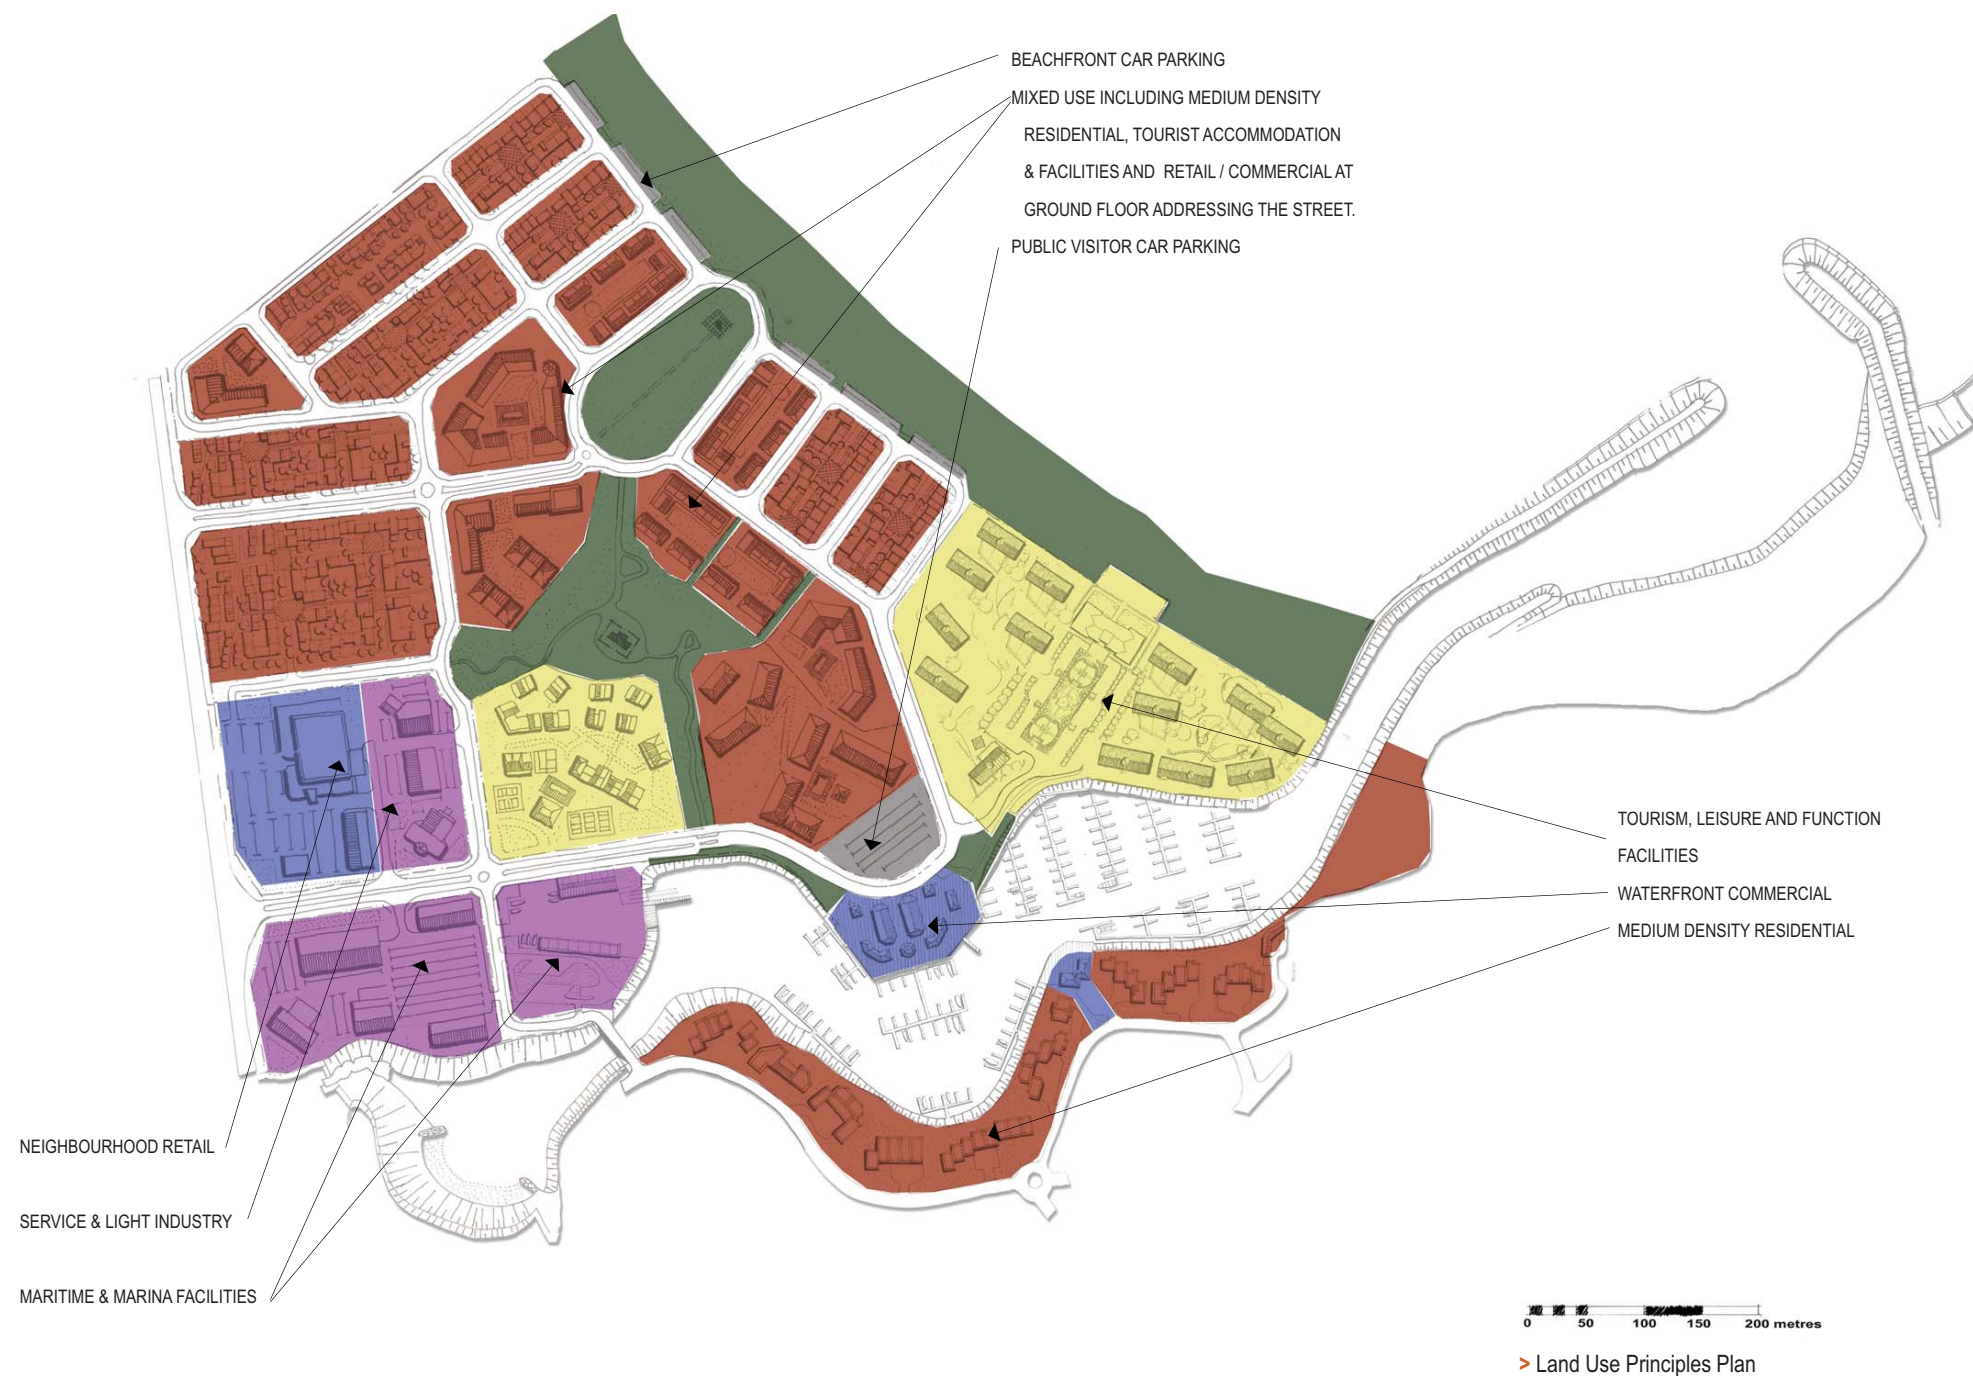 BEACHFRONT CAR PARKING
MIXED USE INCLUDING MEDIUM DENSITY
RESIDENTIAL, TOURIST ACCOMMODATION
& FACILITIES AND RETAIL / COMMERCIAL AT
GROUND FLOOR ADDRESSING THE STREET.
PUBLIC VISITOR CAR PARKING
TOURISM, LEISURE AND FUNCTION
FACILITIES
WATERFRONT COMMERCIAL
MEDIUM DENSITY RESIDENTIAL
NEIGHBOURHOOD RETAIL
SERVICE & LIGHT INDUSTRY
MARITIME & MARINA FACILITIES
0 50 100 150 200 metres
> Land Use Principles Plan